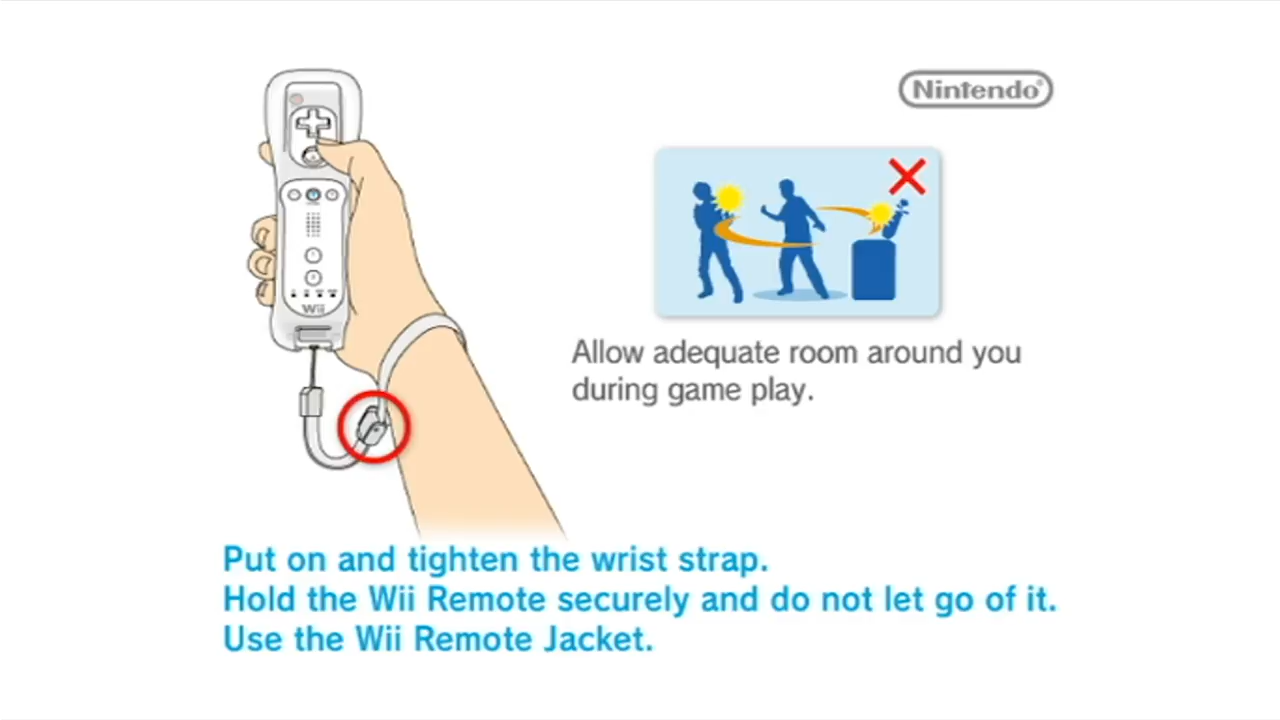 Nintendo®
Allow adequate room around you
during game play.
Wii
Put on and tighten the wrist strap.
Hold the Wii Remote securely and do not let go of it.
Use the Wii Remote Jacket.